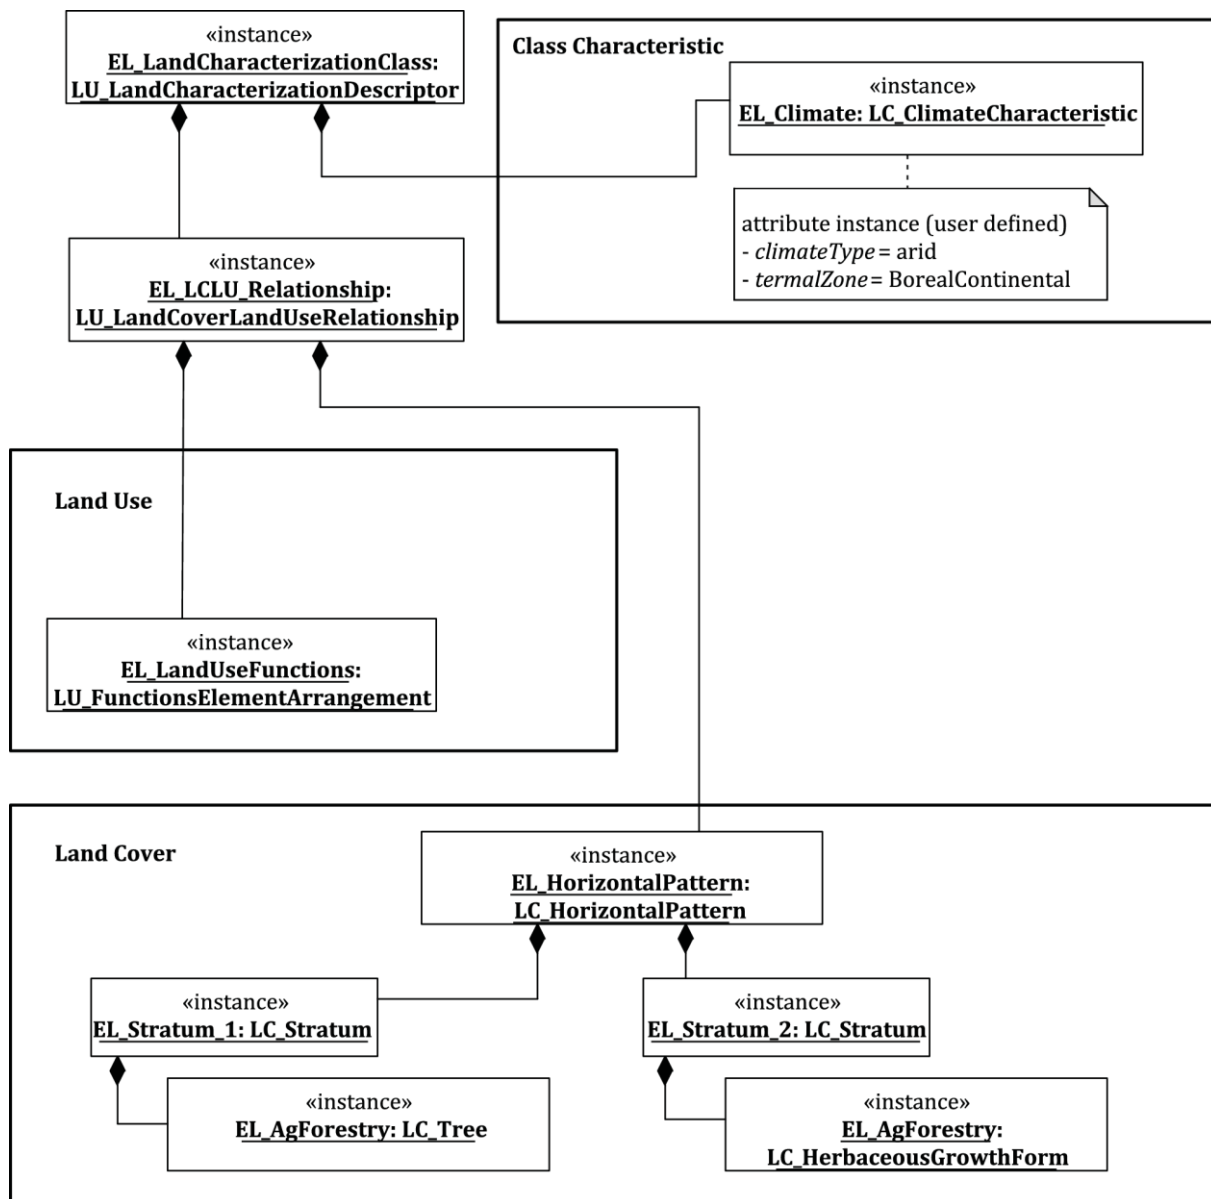 «instance»
EL_LandCharacterizationClass:
LU_LandCharacterizationDescriptor
Class Characteristic
«instance»
EL_Climate: LC_ClimateCharacteristic
attribute instance (user defined)
- climateType = arid
- termalZone = BorealContinental
«instance»
EL_LCLU_Relationship:
LU_LandCoverLandUseRelationship
Land Use
«instance»
EL_LandUseFunctions:
LU_FunctionsElementArrangement
Land Cover
«instance»
EL_HorizontalPattern:
LC_HorizontalPattern
«instance»
EL_Stratum_1: LC_Stratum
«instance»
EL_Stratum_2: LC_Stratum
«instance»
EL_AgForestry: LC_Tree
«instance»
EL_AgForestry:
LC_HerbaceousGrowthForm